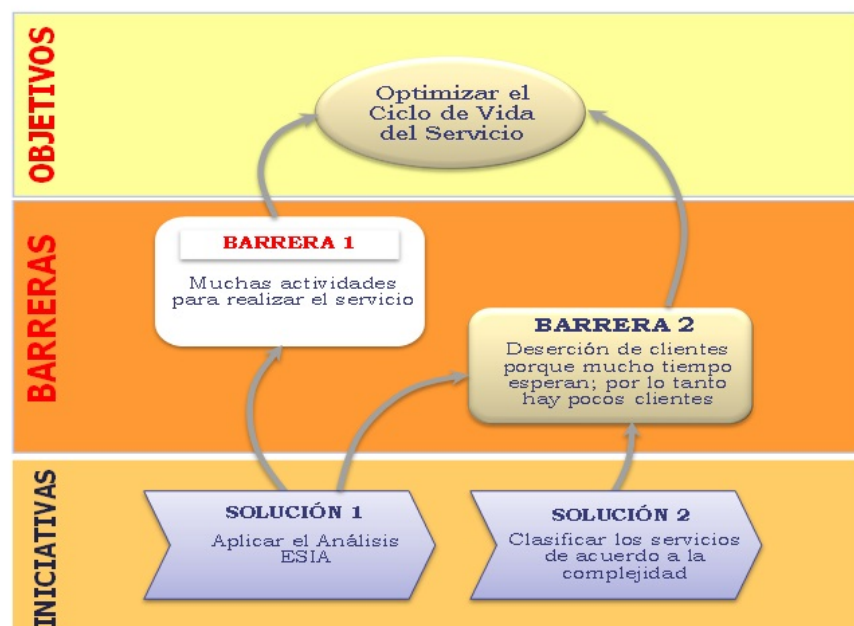 OBJETIVOS
Optimizar el
Ciclo de Vida
del Servicio
BARRERAS
BARRERA 1
Muchas actividades
para realizar el servicio
BARRERA 2
Deserción de clientes
porque mucho tiempo
esperan; por lo tanto
hay pocos clientes
INICIATIVAS
SOLUCIÓN 1
Aplicar el Análisis
ESIA
SOLUCIÓN 2
Clasificar los servicios
de acuerdo a la
complejidad